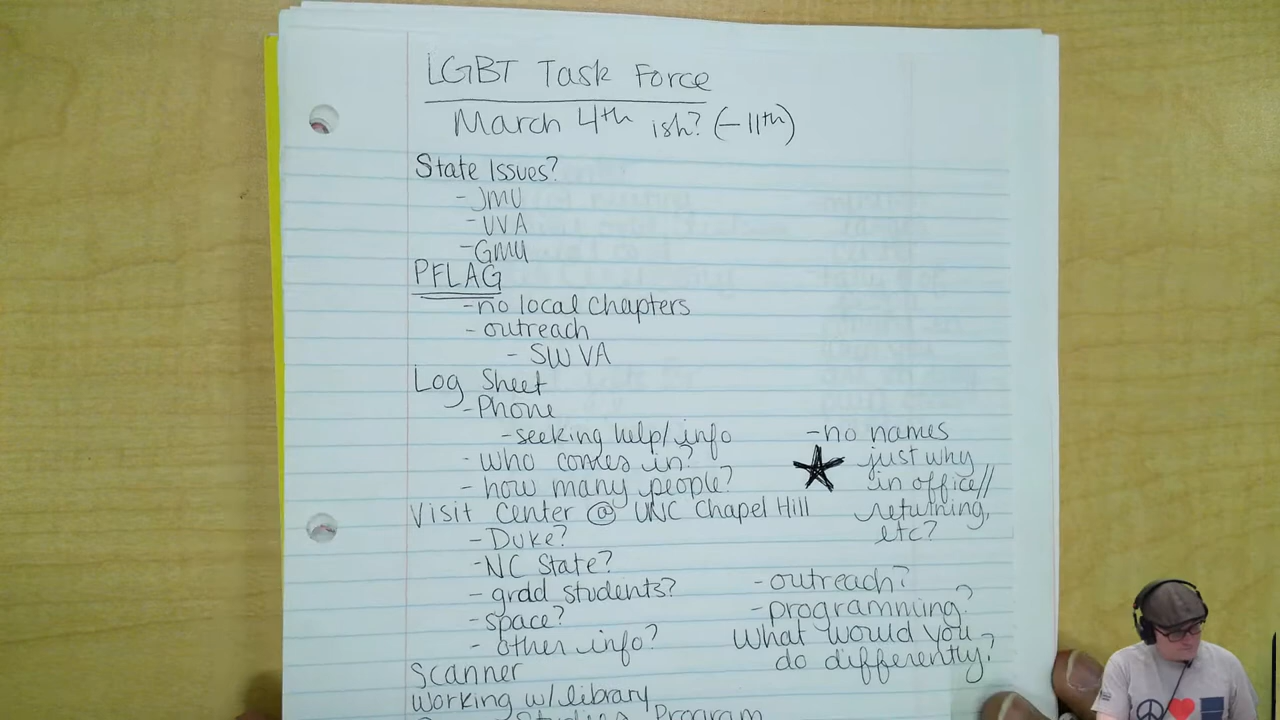 LGBT Task Force
March 4th ish? (-11th)
State Issues?
-JMU
-UVA
-GMU
PFLAG
-no local chapters
-outreach
- SWVA
Log Sheet
-Phone
-seeking help/info
- who comes in?
- how many people?
-no names
★ just why
in office//
returning,
etc?
Visit Center @ UNC Chapel Hill
-Duke?
-NC State?
- grad students?
-space?
- other info?
-outreach?
-programming?
What would you
do differently?
Scanner
Working w/library
Program